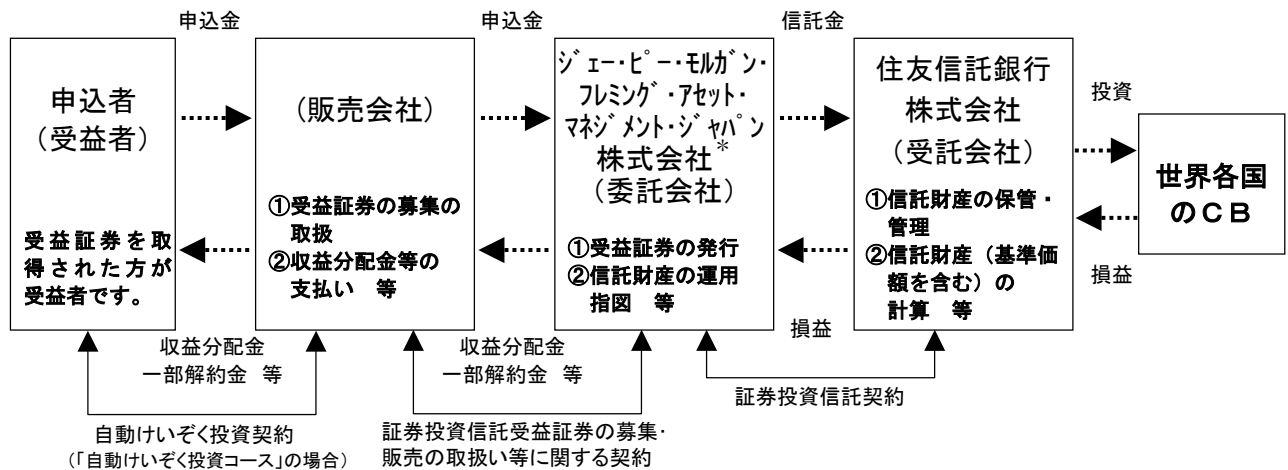 申込金
申込金
信託金
申込者
(受益者)
受益証券を取
得された方が
受益者です。
(販売会社)
①受益証券の募集の
取扱
②収益分配金等の
支払い 等
ジェー・ピー・モルガン・
フレミング・アセット・
マネジメント・ジャパン
株式会社*
(委託会社)
①受益証券の発行
②信託財産の運用
指図 等
住友信託銀行
株式会社
(受託会社)
①信託財産の保管・
管理
②信託財産(基準価
額を含む)の
計算 等
投資
世界各国
のCB
損益
損益
収益分配金
一部解約金 等
収益分配金
一部解約金 等
証券投資信託契約
自動けいぞく投資契約
(「自動けいぞく投資コース」の場合)
証券投資信託受益証券の募集・
販売の取扱い等に関する契約